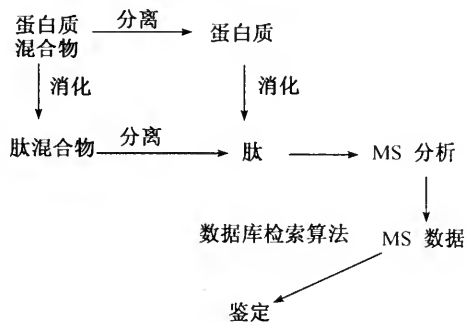 蛋白质
混合物
分离
蛋白质
消化
消化
肽混合物
分离
肽
MS 分析
数据库检索算法
MS 数据
鉴定